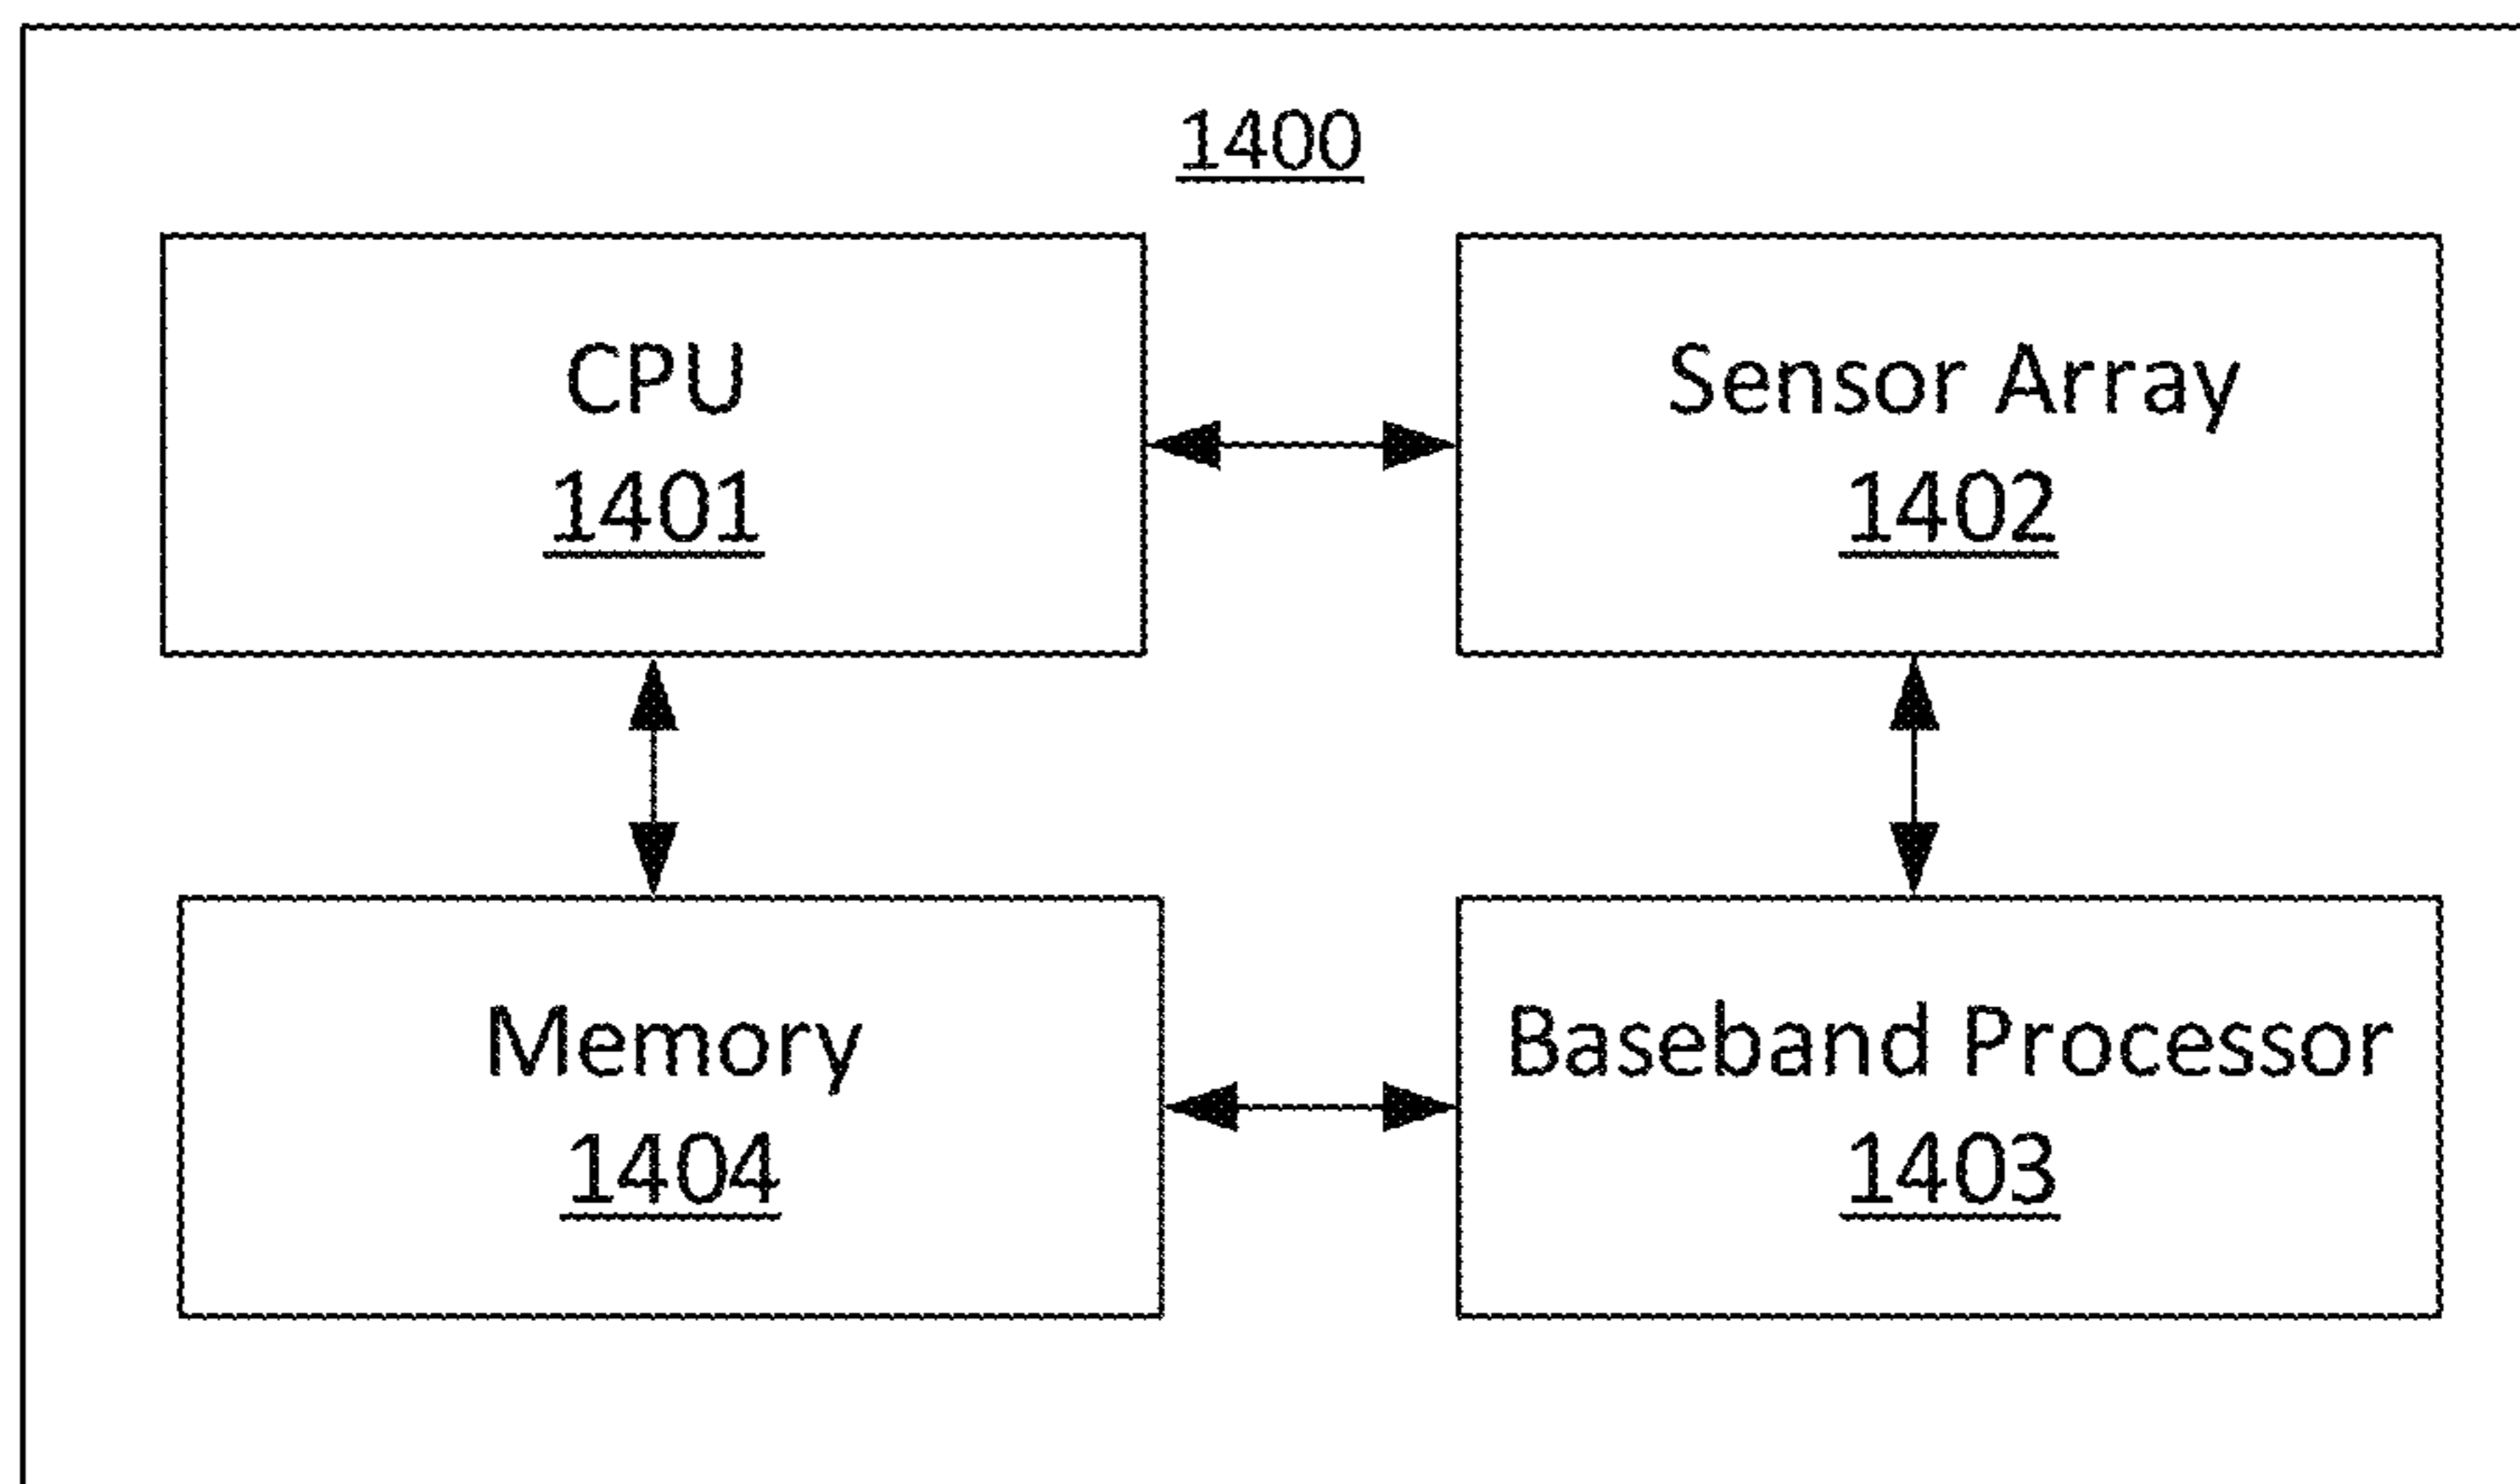 1400
CPU
1401
Sensor Array
1402
Memory
1404
Baseband Processor
1403